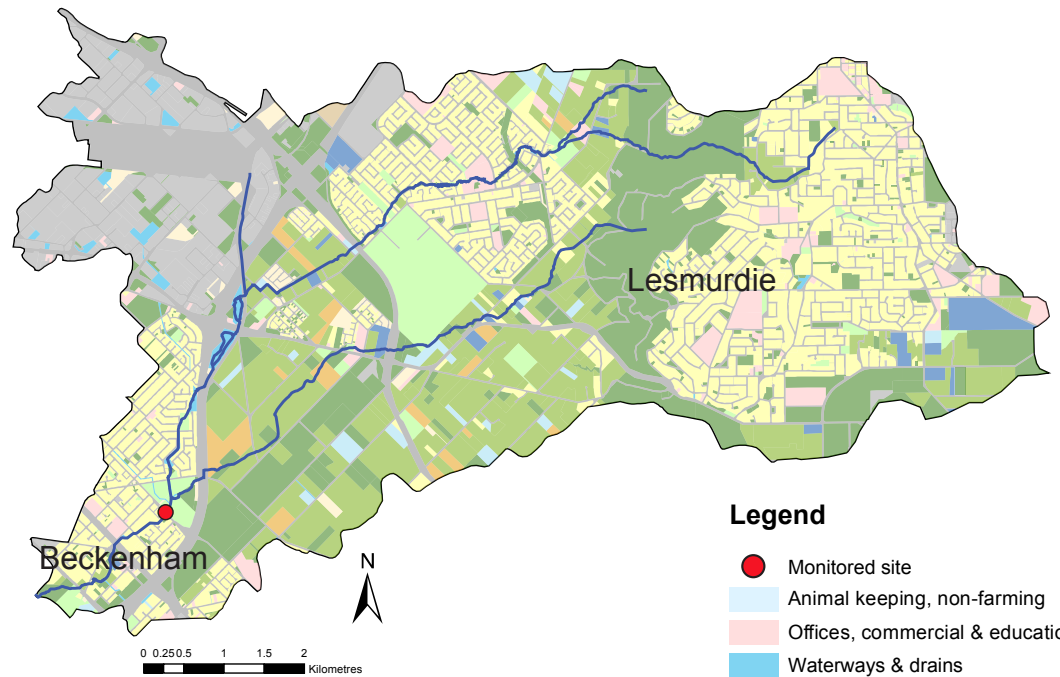 Lesmurdie
Beckenham
N
0 0.25 0.5 1 1.5 2
Kilometres
Legend
Monitored site
Animal keeping, non-farming
Offices, commercial & educatio
Waterways & drains